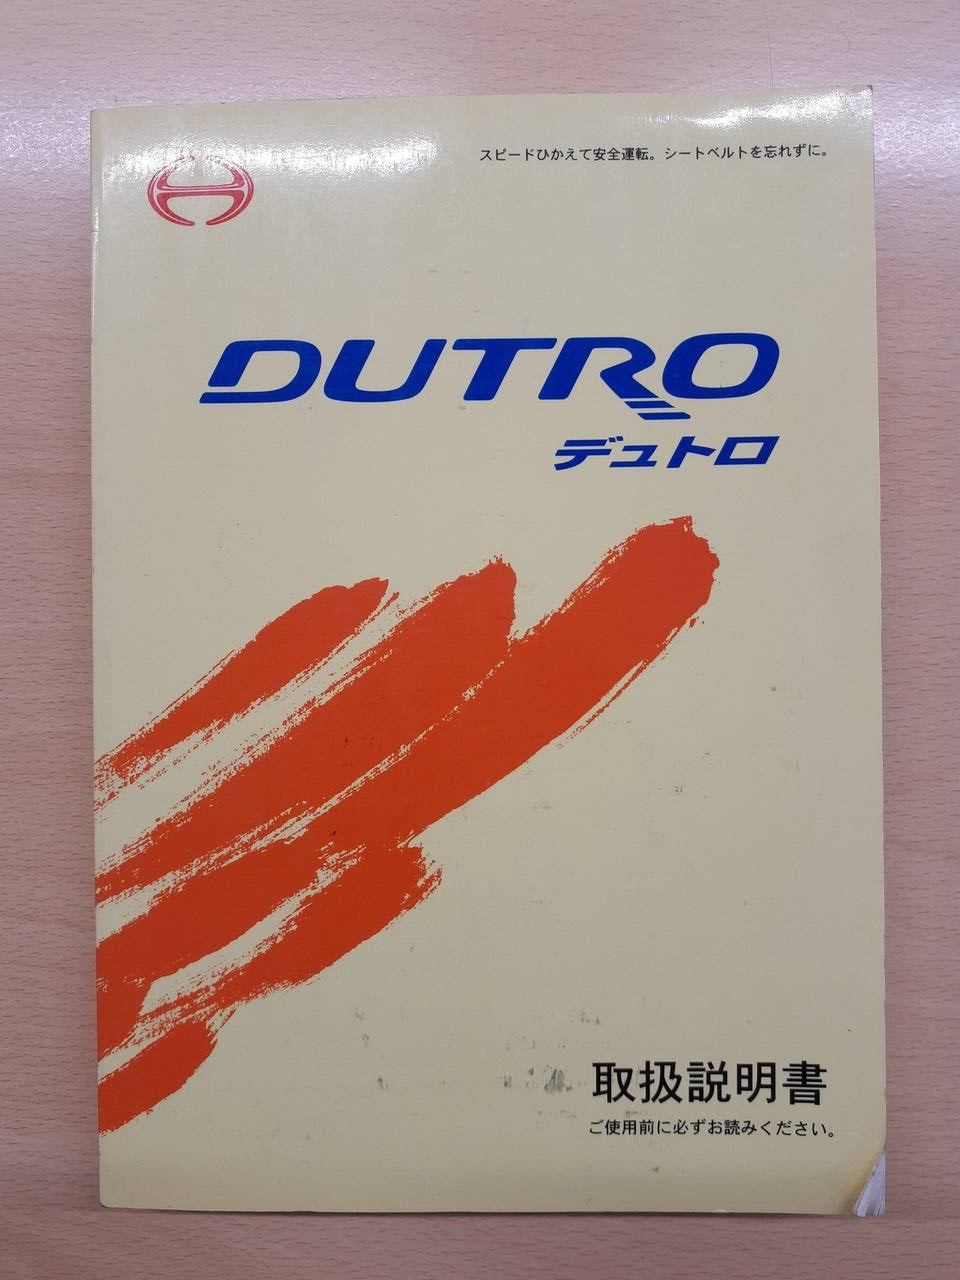 スピードひかえて安全運転。シートベルトを忘れずに。
DUTRO
デュトロ
取扱説明書
ご使用前に必ずお読みください。